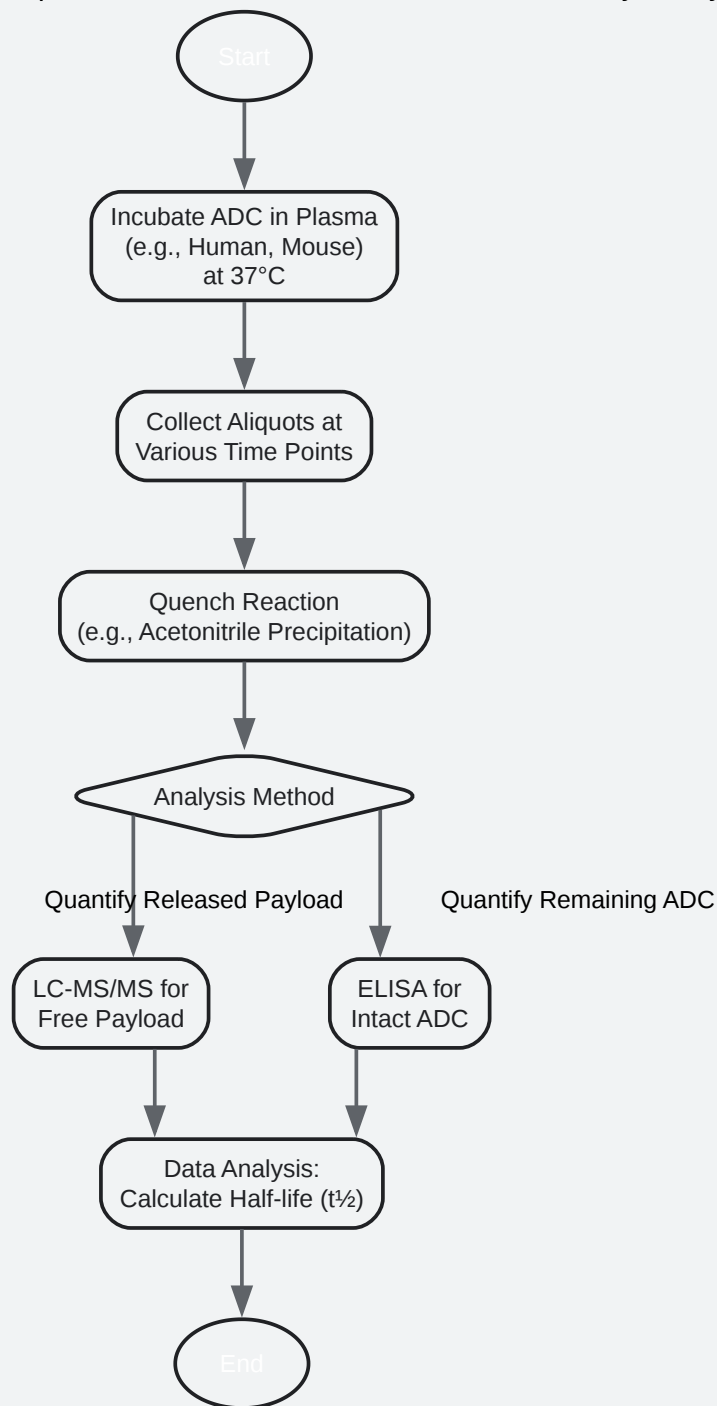 Start
Incubate ADC in Plasma
(e.g., Human, Mouse)
at 37°C
Collect Aliquots at
Various Time Points
Quench Reaction
(e.g., Acetonitrile Precipitation)
Analysis Method
Quantify Released Payload
Quantify Remaining ADC
LC-MS/MS for
Free Payload
ELISA for
Intact ADC
Data Analysis:
Calculate Half-life (t½)
End